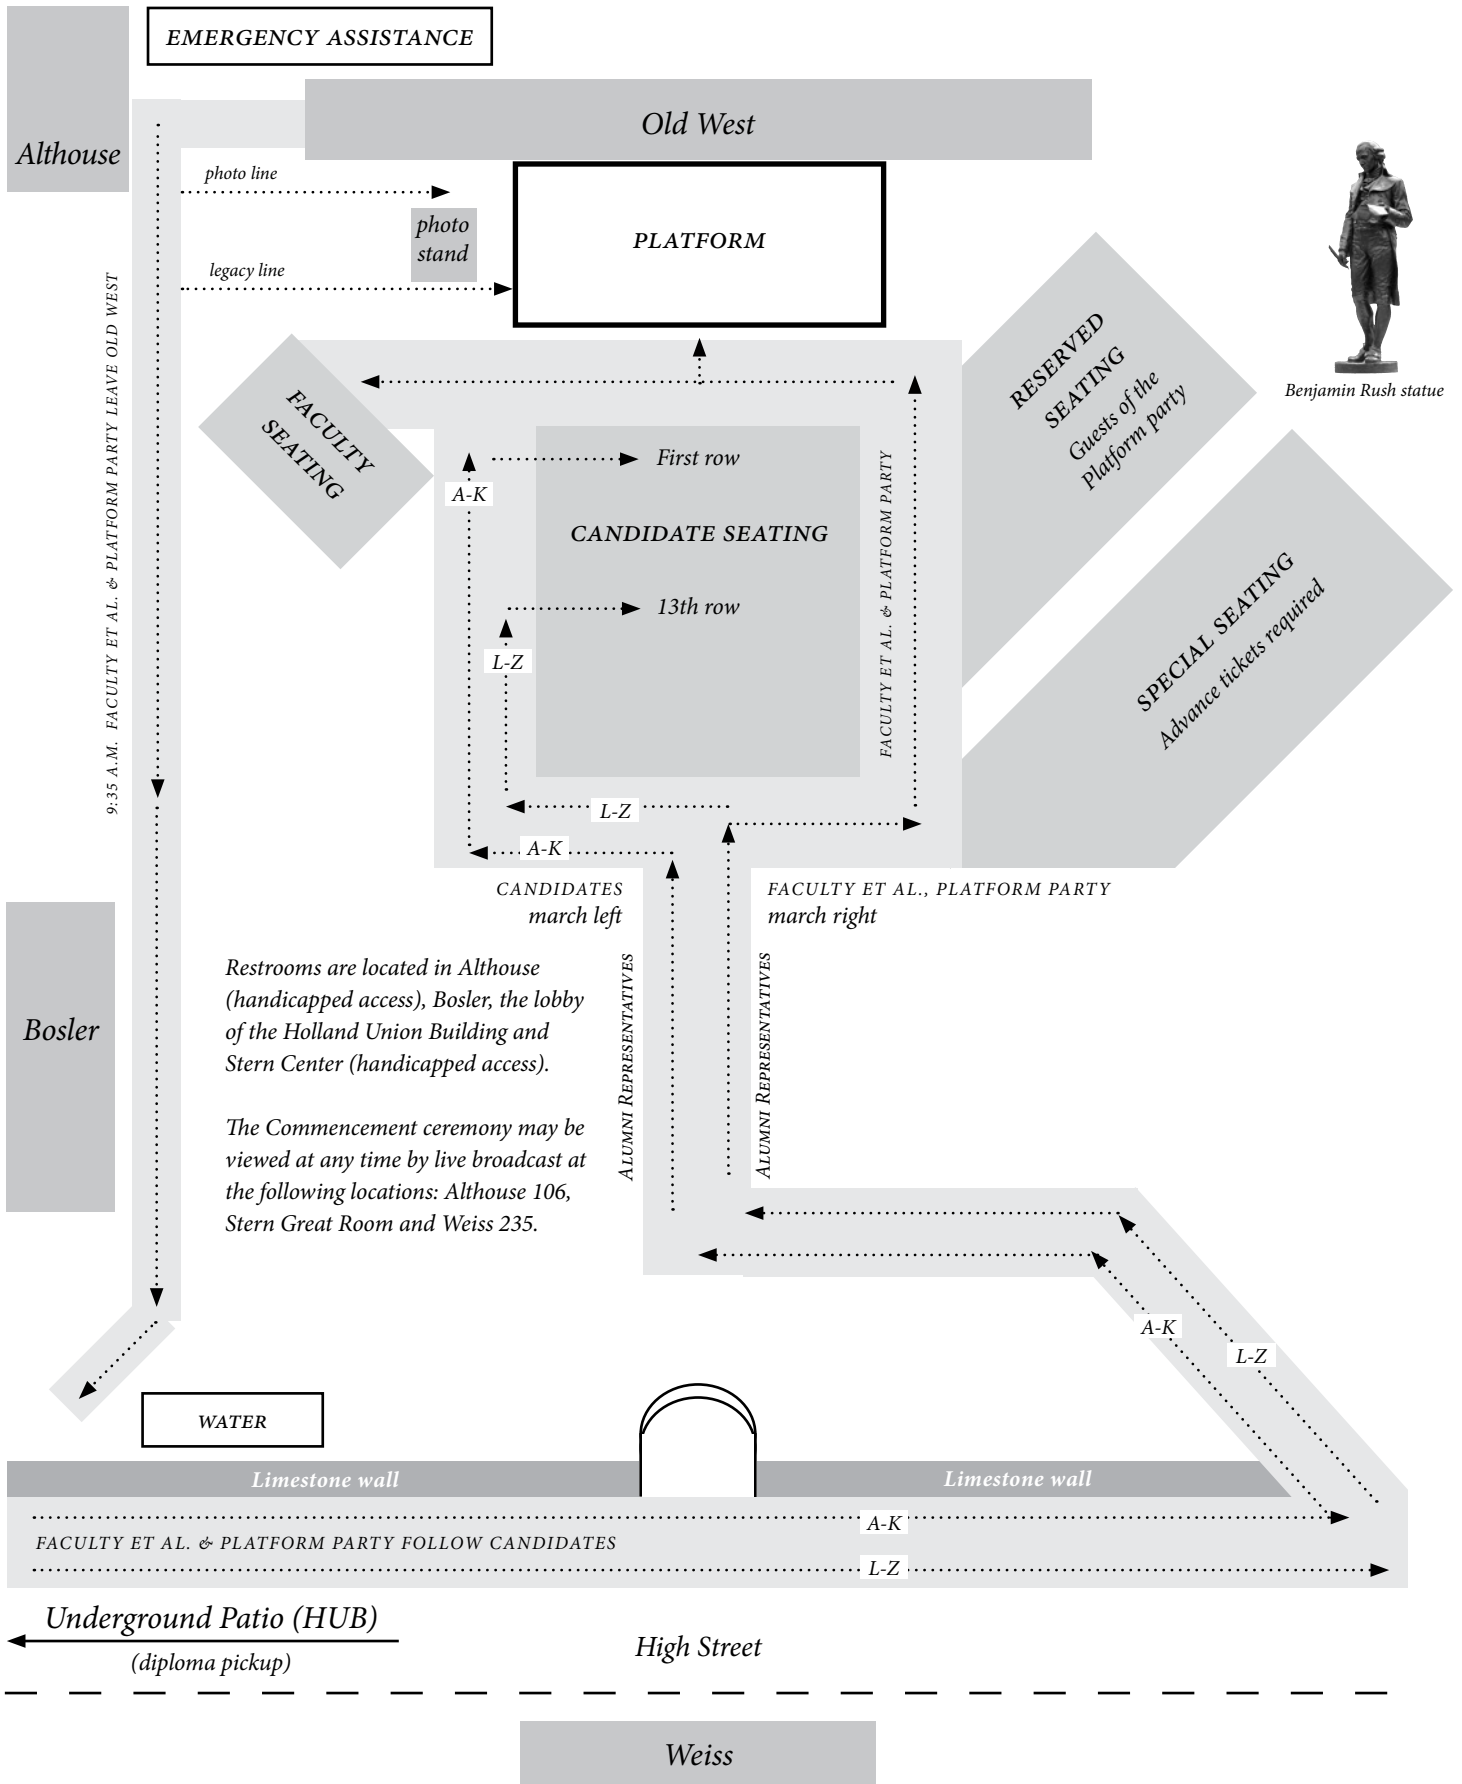 EMERGENCY ASSISTANCE
Old West
Althouse
photo line
photo
stand
legacy line
PLATFORM
Benjamin Rush statue
RESERVED
SEATING
Guests of the
Platform party
FACULTY
SEATING
9:35 A.M. FACULTY ET AL. & PLATFORM PARTY LEAVE OLD WEST
First row
A-K
CANDIDATE SEATING
13th row
L-Z
FACULTY ET AL. & PLATFORM PARTY
SPECIAL SEATING
Advance tickets required
L-Z
A-K
CANDIDATES
march left
FACULTY ET AL., PLATFORM PARTY
march right
Bosler
Restrooms are located in Althouse
(handicapped access), Bosler, the lobby
of the Holland Union Building and
Stern Center (handicapped access).
The Commencement ceremony may be
viewed at any time by live broadcast at
the following locations: Althouse 106,
Stern Great Room and Weiss 235.
ALUMNI REPRESENTATIVES
ALUMNI REPRESENTATIVES
A-K
L-Z
WATER
Limestone wall
Limestone wall
A-K
FACULTY ET AL. & PLATFORM PARTY FOLLOW CANDIDATES
L-Z
Underground Patio (HUB)
(diploma pickup)
High Street
Weiss